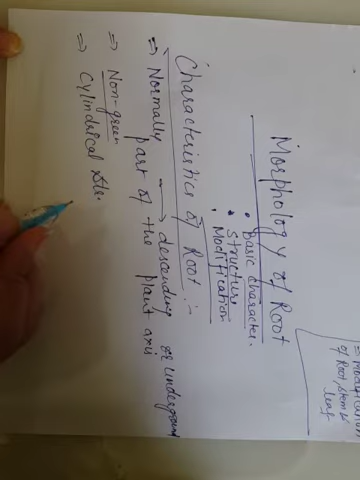 = Modification
of Root, stem &
leaf
Morphology of Root
• Basic character.
• Structure
• Modification
Characteristics of Root :-
⇒ Normally → descending or underground
part of the plant axis
⇒ Non-green
⇒ Cylindrical